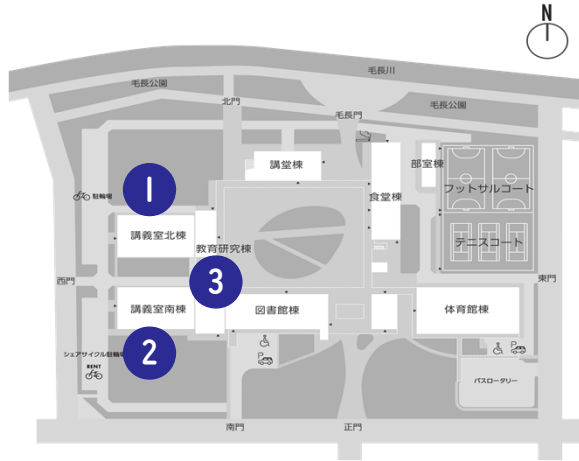 N
毛長川
毛長公園
北門
毛長門
毛長公園
講堂棟
部室棟
食堂棟
1
駐輪場
フットサルコート
講義室北棟
教育研究棟
テニスコート
西門
3
東門
講義室南棟
図書館棟
体育館棟
2
シェアサイクル駐輪場
RENT
P
P
バスロータリー
南門
正門